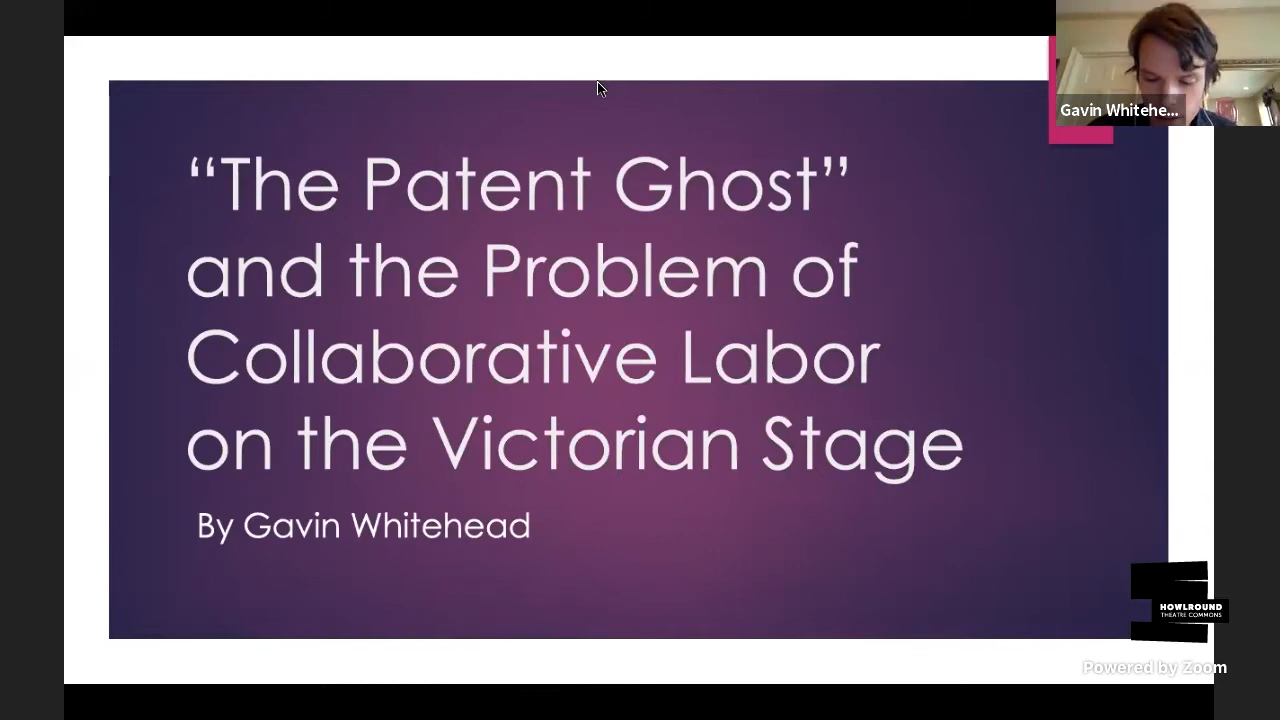 Gavin Whitehe...
“The Patent Ghost”
and the Problem of
Collaborative Labor
on the Victorian Stage
By Gavin Whitehead
HOWLROUND
THEATRE COMMONS
Powered by Zoom